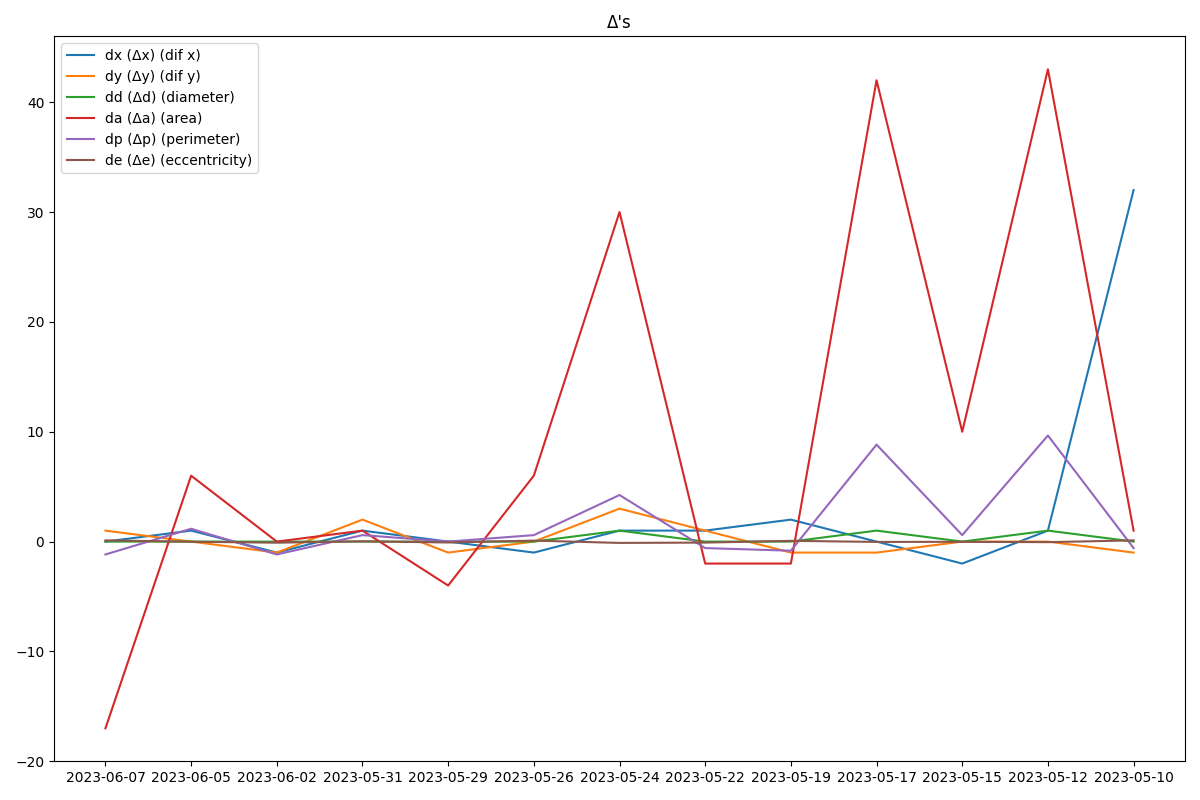 Δ's
dx (Δx) (dif x)
dy (Δy) (dif y)
dd (Δd) (diameter)
da (Δa) (area)
dp (Δp) (perimeter)
de (Δe) (eccentricity)
40
30
20
10
0
−10
−20
2023-06-07 2023-06-05 2023-06-02 2023-05-31 2023-05-29 2023-05-26 2023-05-24 2023-05-22 2023-05-19 2023-05-17 2023-05-15 2023-05-12 2023-05-10